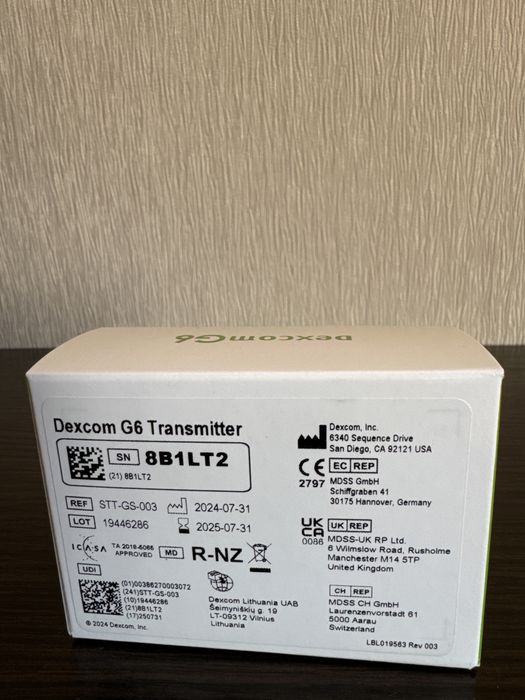 Dexcom G6
Dexcom G6 Transmitter
SN 8B1LT2
(21) 8B1LT2
REF STT-GS-003 2024-07-31
LOT 19446286 2025-07-31
ICASA TA 2018-5066 APPROVED MD R-NZ
UDI
(01)00386270003072
(241)STT-GS-003
(10)19446286
(21)8B1LT2
(17)250731
© 2024 Dexcom, Inc.
Dexcom Lithuania UAB
Šeimyniškių g. 19
LT-09312 Vilnius
Lithuania
Dexcom, Inc.
6340 Sequence Drive
San Diego, CA 92121 USA
CE 2797
EC REP
MDSS GmbH
Schiffgraben 41
30175 Hannover, Germany
UK CA 0086
UK REP
MDSS-UK RP Ltd.
6 Wilmslow Road, Rusholme
Manchester M14 5TP
United Kingdom
CH REP
MDSS CH GmbH
Laurenzenvorstadt 61
5000 Aarau
Switzerland
LBL019563 Rev 003